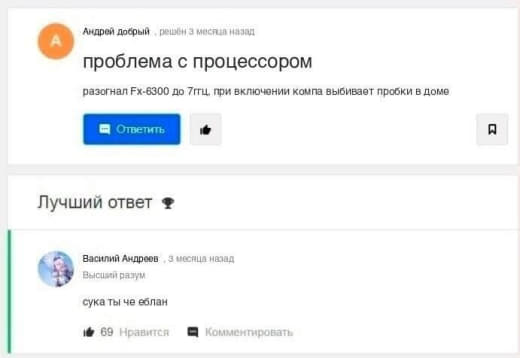 А
Андрей добрый , решён 3 месяца назад
проблема с процессором
разогнал Fx-6300 до 7ггц, при включении компа выбивает пробки в доме
Ответить
Лучший ответ
Василий Андреев , 3 месяца назад
Высший разум
сука ты че еблан
69 Нравится Комментировать